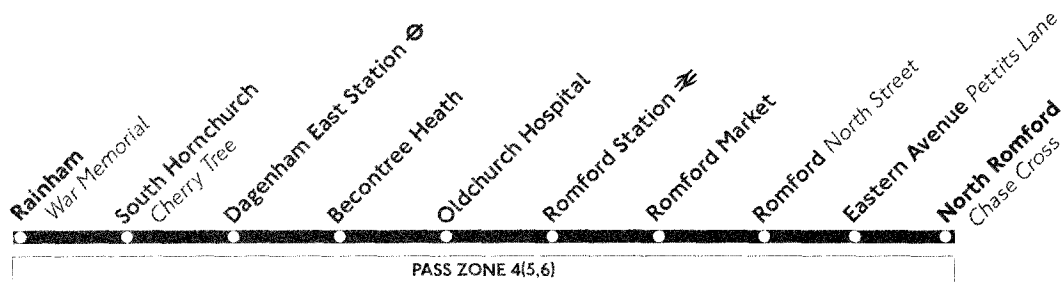 Rainham
War Memorial
South Hornchurch
Cherry Tree
Dagenham East Station
Becontree Heath
Oldchurch Hospital
Romford Station
Romford Market
Romford North Street
Eastern Avenue Pettits Lane
North Romford
Chase Cross
PASS ZONE 4(5,6)